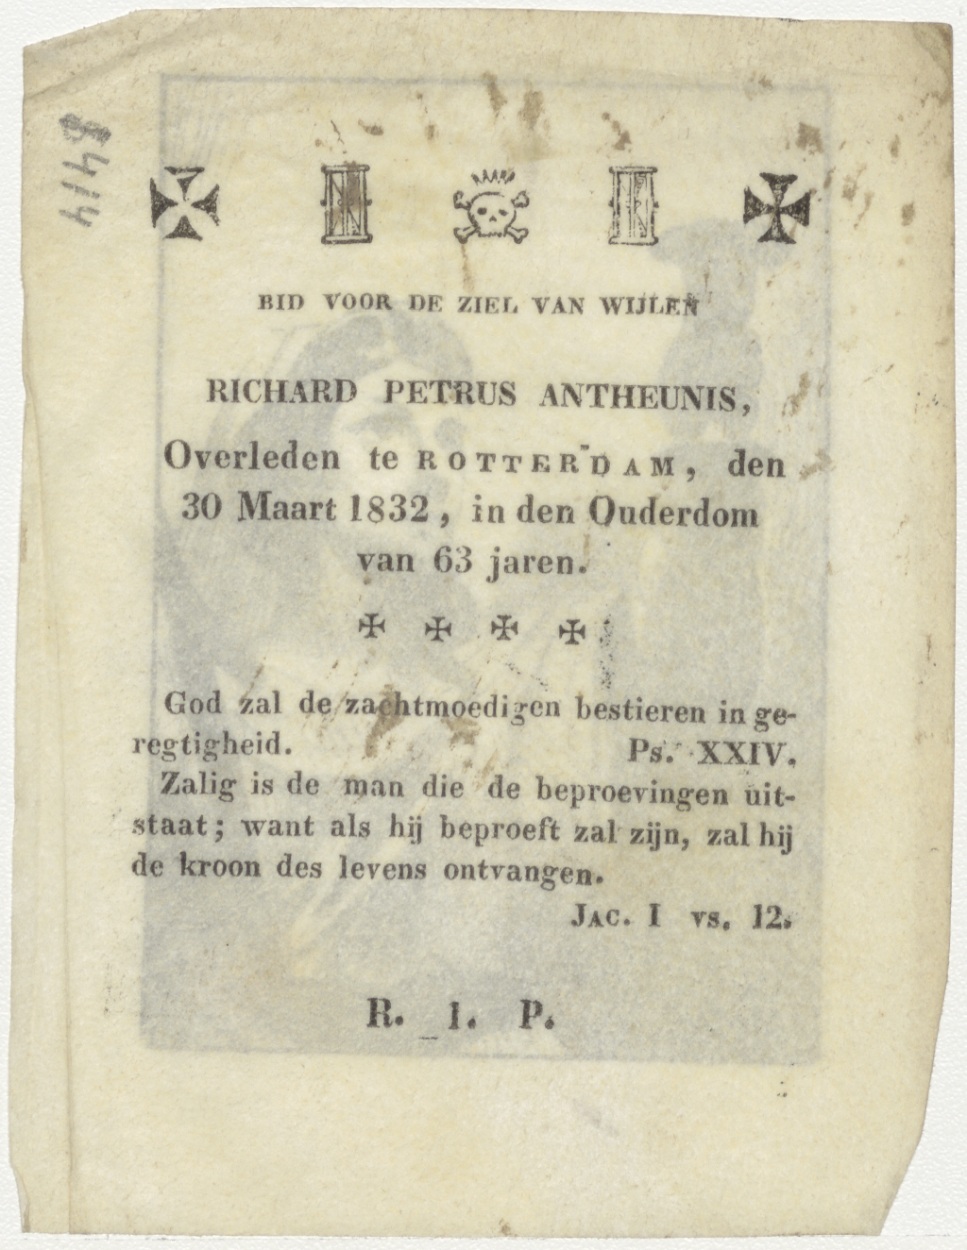 8414
BID VOOR DE ZIEL VAN WIJLEN
RICHARD PETRUS ANTHEUNIS,
Overleden te ROTTERDAM, den
30 Maart 1832, in den Ouderdom
van 63 jaren.
God zal de zachtmoedigen bestieren in ge-
regtigheid. Ps. XXIV.
Zalig is de man die de beproevingen uit-
staat; want als hij beproeft zal zijn, zal hij
de kroon des levens ontvangen.
JAC. I vs. 12.
R. I. P.